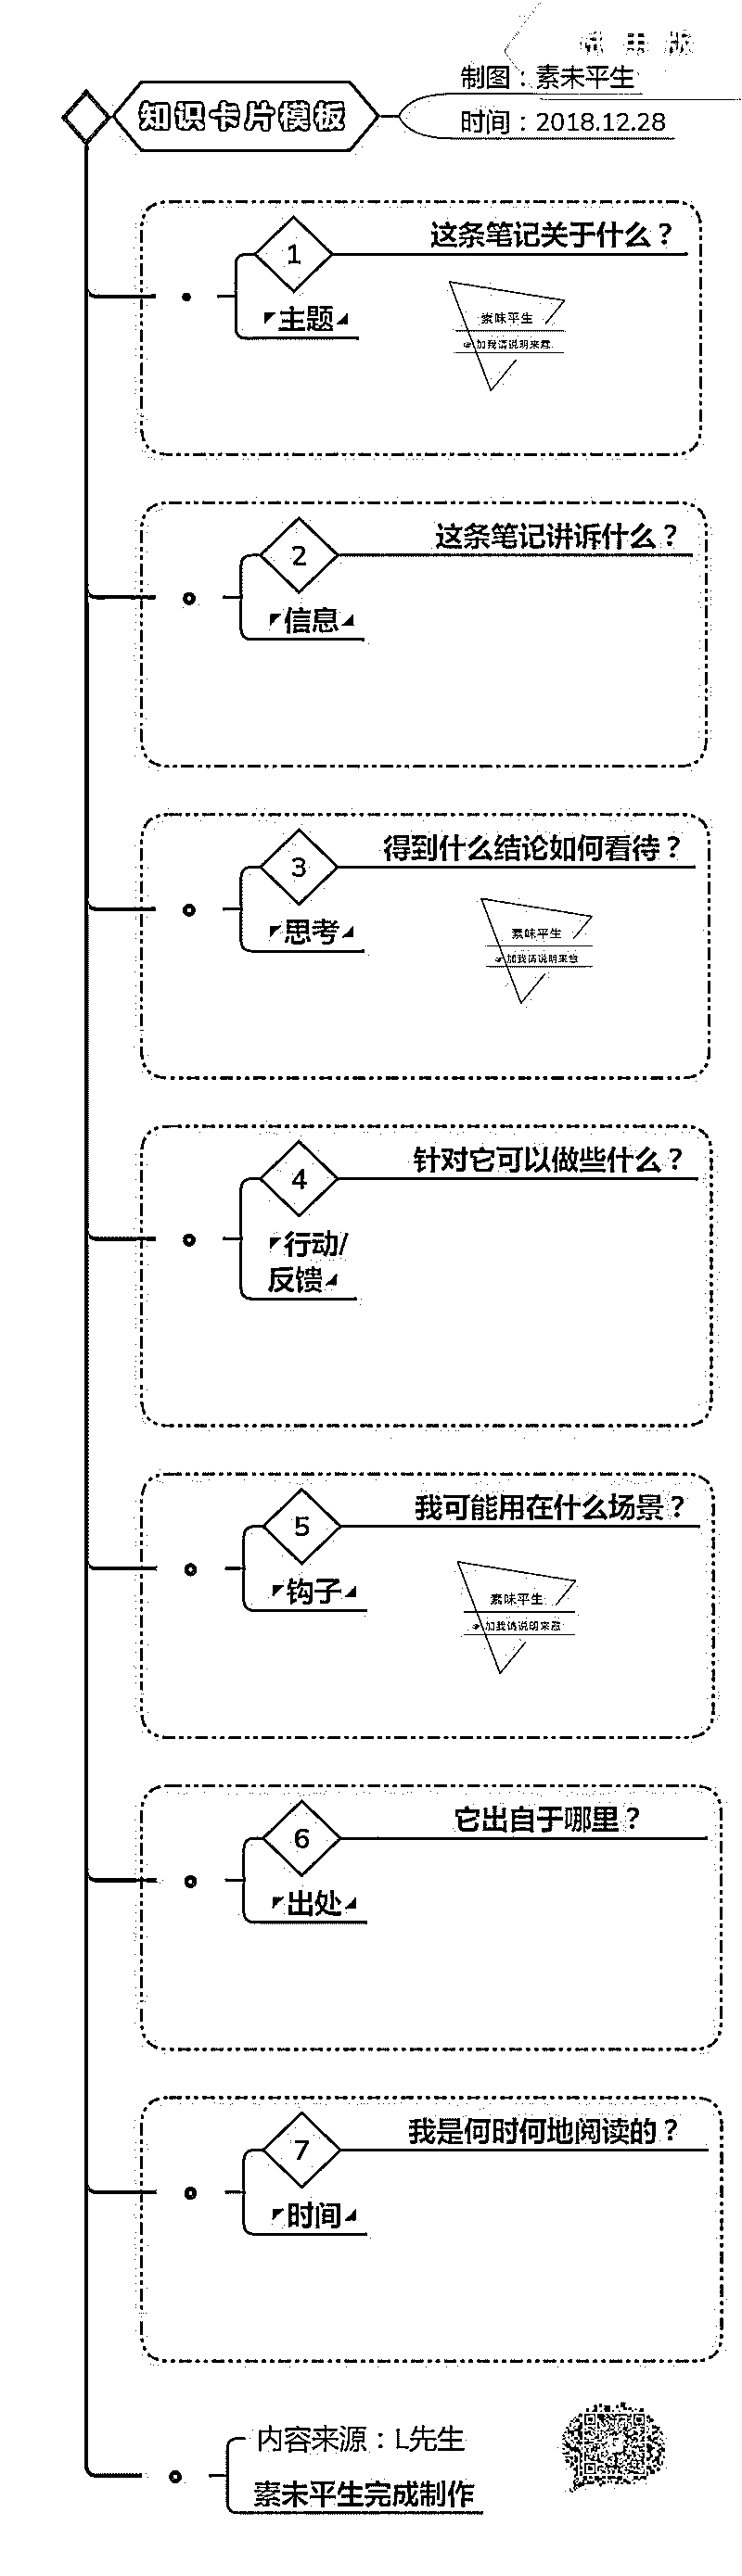 试用版
制图：素未平生
知识卡片模板
时间：2018.12.28
1
这条笔记关于什么？
主题
素昧平生
加我请说明来意
2
这条笔记讲诉什么？
信息
3
得到什么结论如何看待？
思考
素昧平生
加我请说明来意
4
针对它可以做些什么？
行动/
反馈
5
我可能用在什么场景？
钩子
素昧平生
加我请说明来意
6
它出自于哪里？
出处
7
我是何时何地阅读的？
时间
内容来源：L先生
素未平生完成制作